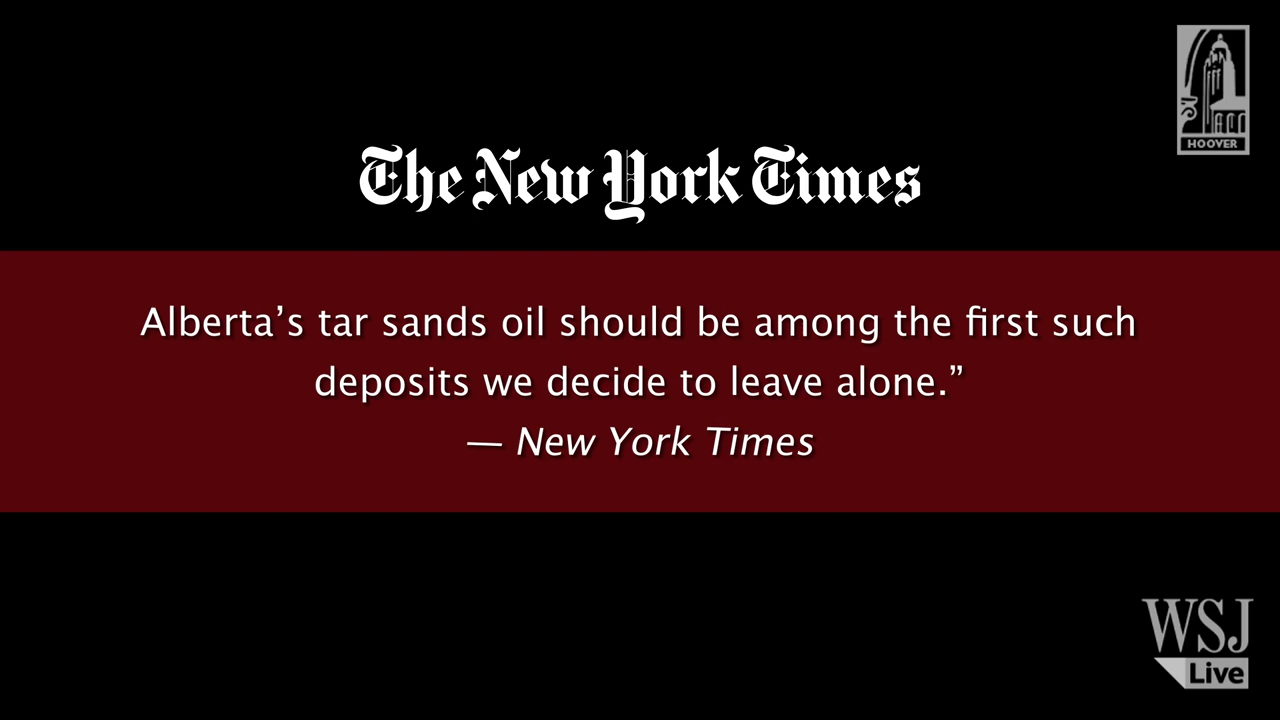 HOOVER
The New York Times
Alberta’s tar sands oil should be among the first such
deposits we decide to leave alone.”
— New York Times
WSJ
Live